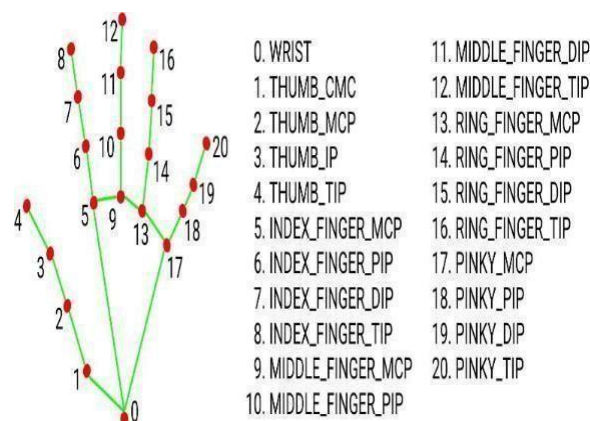 12
8
16
11
7
15
6
10
14
20
4
5
9
19
13
18
3
17
2
1
0
0. WRIST
1. THUMB_CMC
2. THUMB_MCP
3. THUMB_IP
4. THUMB_TIP
5. INDEX_FINGER_MCP
6. INDEX_FINGER_PIP
7. INDEX_FINGER_DIP
8. INDEX_FINGER_TIP
9. MIDDLE_FINGER_MCP
10. MIDDLE_FINGER_PIP
11. MIDDLE_FINGER_DIP
12. MIDDLE_FINGER_TIP
13. RING_FINGER_MCP
14. RING_FINGER_PIP
15. RING_FINGER_DIP
16. RING_FINGER_TIP
17. PINKY_MCP
18. PINKY_PIP
19. PINKY_DIP
20. PINKY_TIP